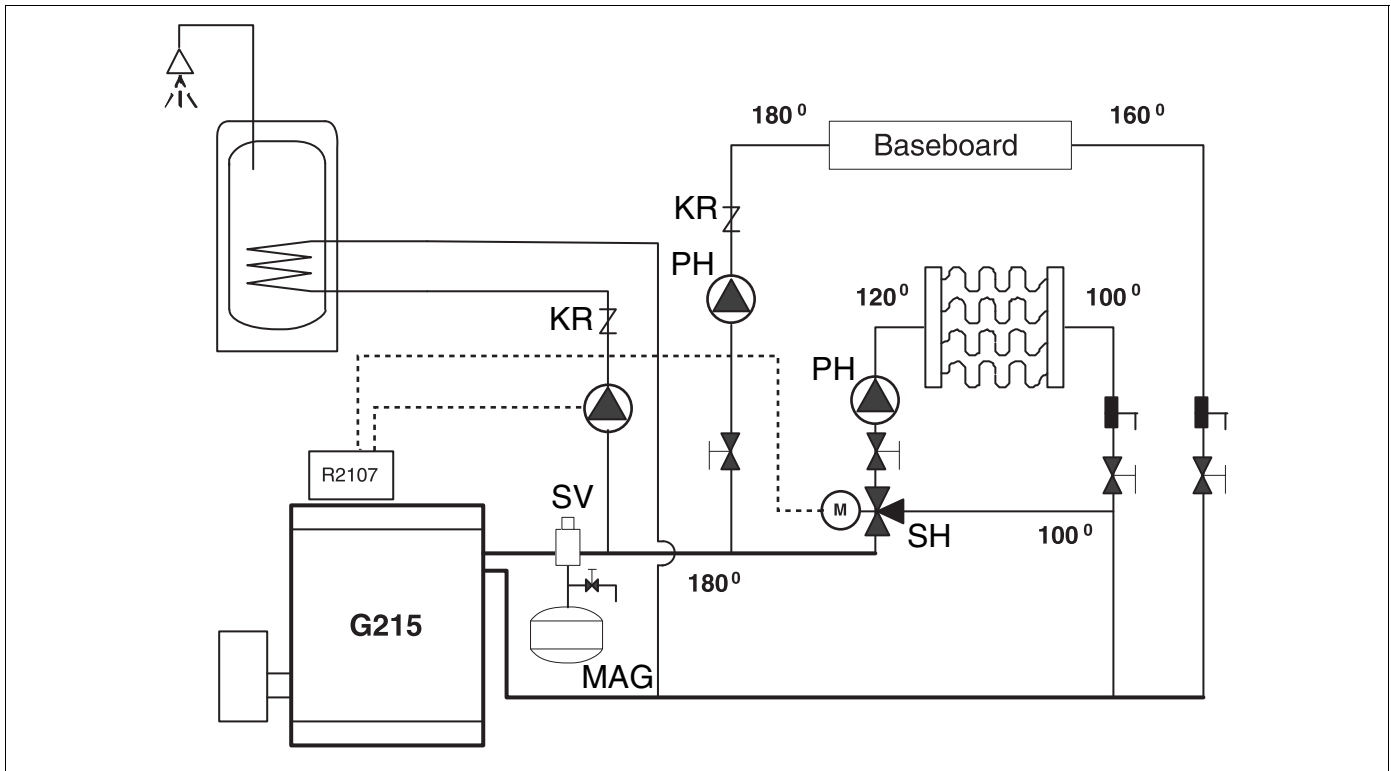 180⁰
160⁰
Baseboard
KR
PH
120⁰
100⁰
KR
PH
R2107
SV
M
SH
100⁰
180⁰
G215
MAG